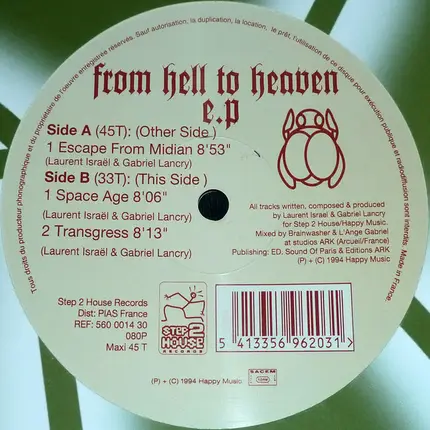 Tous droits du producteur phonographique et du propriétaire de l'oeuvre enregistrée réservés. Sauf autorisation, la duplication, la location, le prêt, l'utilisation de ce disque pour exécution publique et radiodiffusion sont interdits. Made in France.
from hell to heaven
e.p
Side A (45T): (Other Side)
1 Escape From Midian 8'53"
(Laurent Israël & Gabriel Lancry)
Side B (33T): (This Side)
1 Space Age 8'06"
(Laurent Israël & Gabriel Lancry)
2 Transgress 8'13"
(Laurent Israël & Gabriel Lancry)
All tracks written, composed & produced
by Laurent Israël & Gabriel Lancry
for Step 2 House/Happy Music.
Mixed by Brainwasher & L'Ange Gabriel
at studios ARK (Arcueil/France)
Publishing: ED. Sound Of Paris & Editions ARK
(P) + (C) 1994 Happy Music
Step 2 House Records
Dist: PIAS France
REF: 560 0014 30
080P
Maxi 45 T
STEP 2
HOUSE
RECORDS
5 413356 962031 >
(P) + (C) 1994 Happy Music
SACEM